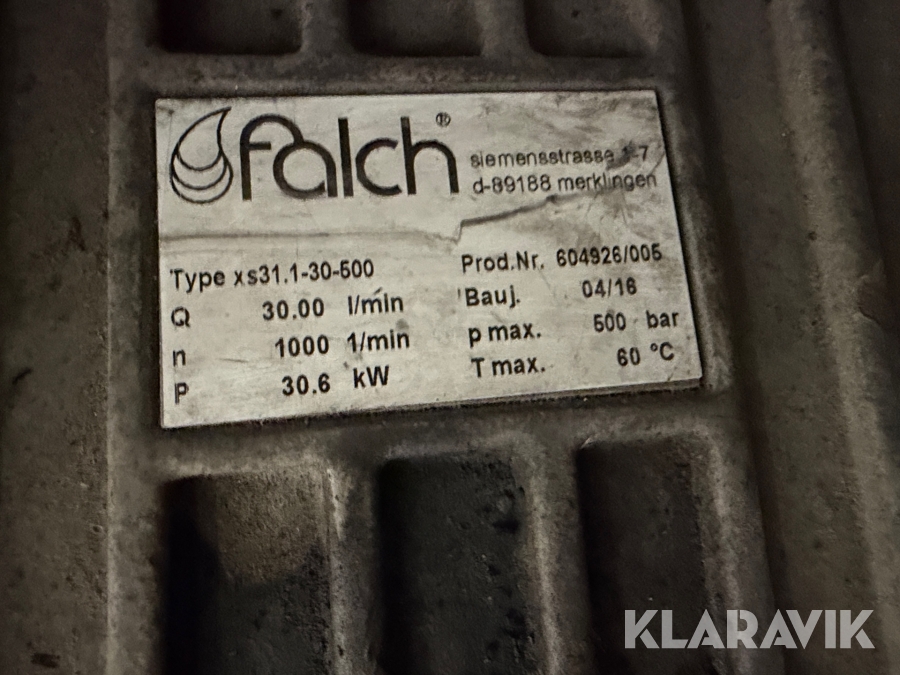 falch®
siemensstrasse 1-7
d-89188 merklingen
Type xs31.1-30-500
Q 30.00 l/min
n 1000 1/min
P 30.6 kW
Prod.Nr. 604926/005
Bauj. 04/16
p max. 500 bar
T max. 60 °C
KLARAVIK